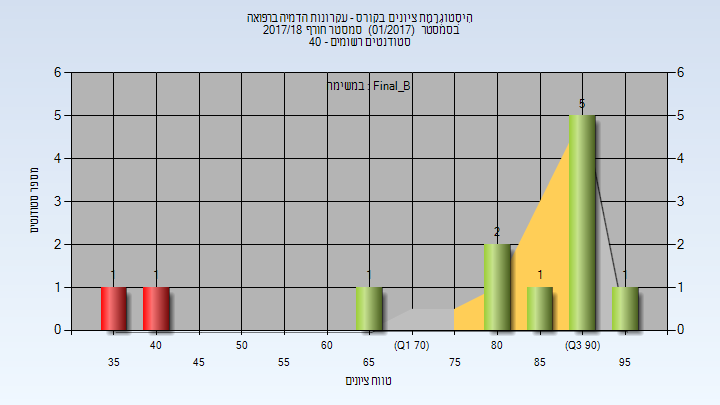 היסטוגרמת ציונים בקורס - עקרונות הדמיה ברפואה
בסמסטר (01/2017) סמסטר חורף 2017/18
סטודנטים רשומים - 40
במשימה : Final_B
מספר סטודנטים
6 6
5 5
4 4
3 3
2 2
1 1
0 0
1 1 1 2 1 5 1
40 50 60 (Q1 70) 80 (Q3 90)
35 45 55 65 75 85 95
טווח ציונים